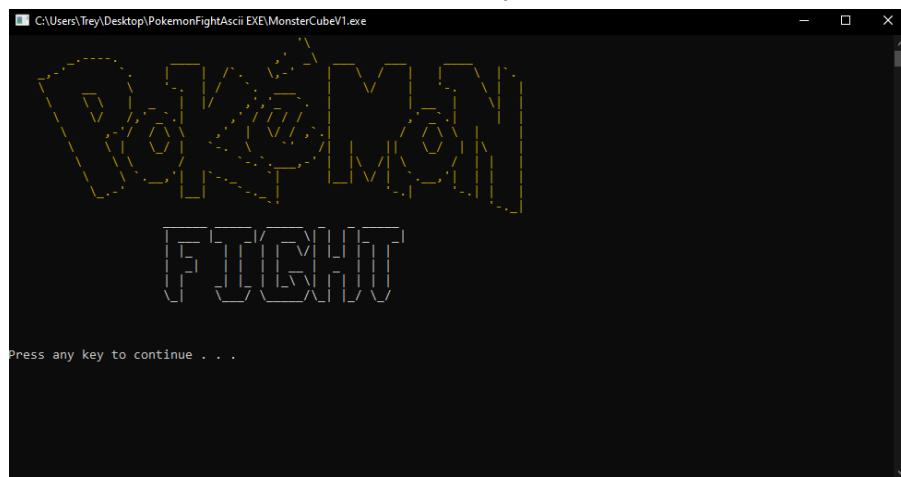 C:\Users\Trey\Desktop\PokemonFightAscii EXE\MonsterCubeV1.exe
POKéMON
FIGHT
Press any key to continue . . .